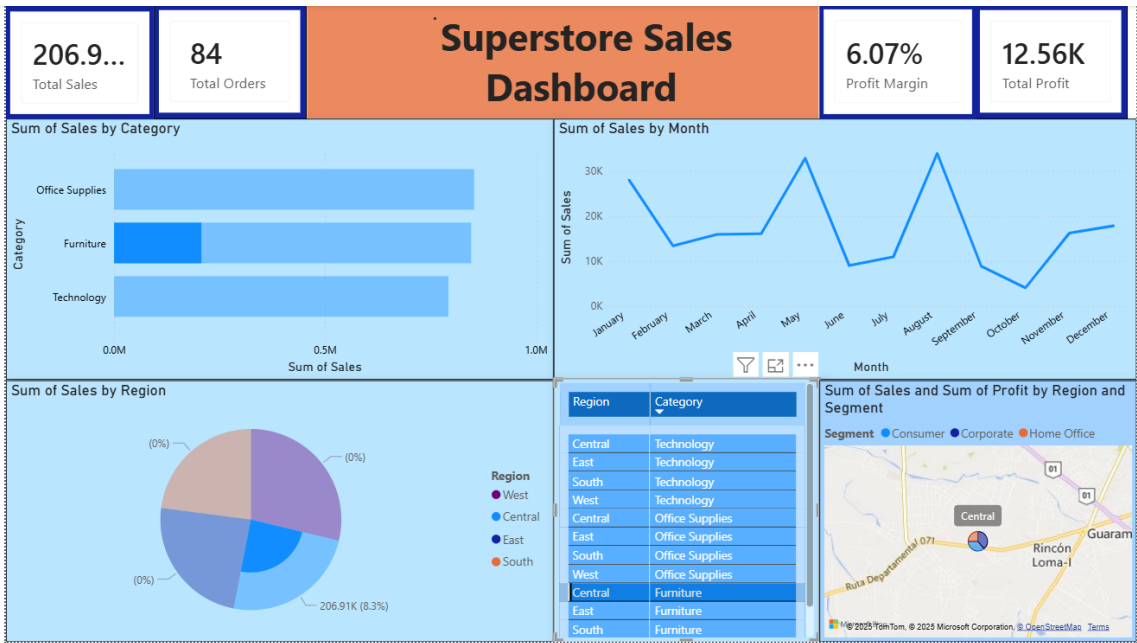 206.9...
Total Sales
84
Total Orders
Superstore Sales
Dashboard
6.07%
Profit Margin
12.56K
Total Profit
Sum of Sales by Category
Category
Office Supplies
Furniture
Technology
0.0M
0.5M
1.0M
Sum of Sales
Sum of Sales by Month
Sum of Sales
30K
20K
10K
0K
January
February
March
April
May
June
July
August
September
October
November
December
Month
Sum of Sales by Region
(0%)
(0%)
(0%)
206.91K (8.3%)
Region
West
Central
East
South
Region Category
Central Technology
East Technology
South Technology
West Technology
Central Office Supplies
East Office Supplies
South Office Supplies
West Office Supplies
Central Furniture
East Furniture
South Furniture
Sum of Sales and Sum of Profit by Region and
Segment
Segment Consumer Corporate Home Office
01
01
Central
Guaram
Rincón
Loma-I
Ruta Departamental 071
© 2025 TomTom, © 2025 Microsoft Corporation, © OpenStreetMap Terms